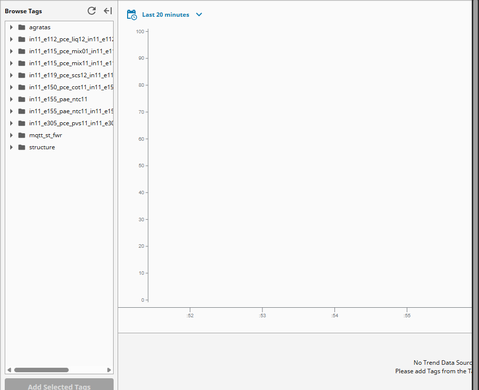 Browse Tags
Last 20 minutes
agratas
in11_e112_pce_liq12_in11_e112
in11_e115_pce_mix01_in11_e1
in11_e115_pce_mix11_in11_e1
in11_e119_pce_scs12_in11_e11
in11_e150_pce_cot11_in11_e15
in11_e155_pae_ntc11
in11_e155_pae_ntc11_in11_e15
in11_e305_pce_pvs11_in11_e30
mqtt_st_fwr
structure
100
90
80
70
60
50
40
30
20
10
0
:52
:53
:54
:55
No Trend Data Sourc
Please add Tags from the Ta
Add Selected Tags